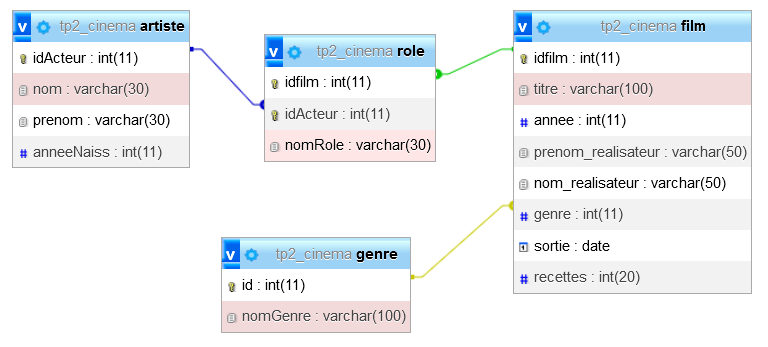 v tp2_cinema artiste
idActeur : int(11)
nom : varchar(30)
prenom : varchar(30)
# anneeNaiss : int(11)
v tp2_cinema role
idfilm : int(11)
idActeur : int(11)
nomRole : varchar(30)
v tp2_cinema film
idfilm : int(11)
titre : varchar(100)
# annee : int(11)
prenom_realisateur : varchar(50)
nom_realisateur : varchar(50)
# genre : int(11)
sortie : date
# recettes : int(20)
v tp2_cinema genre
id : int(11)
nomGenre : varchar(100)